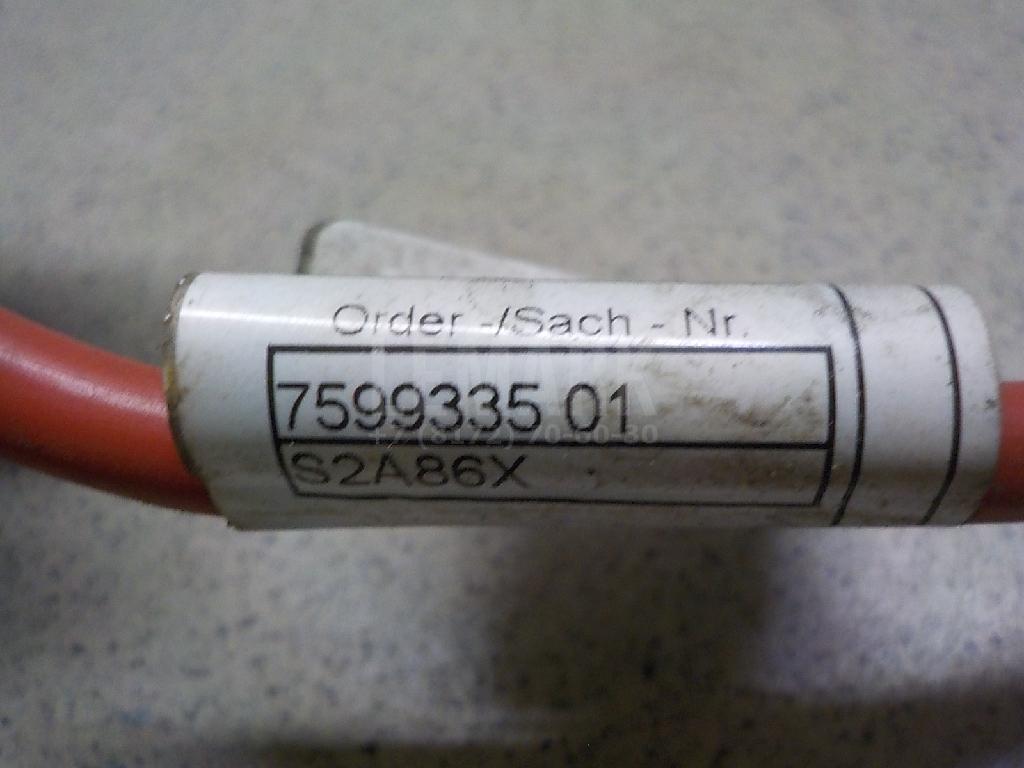 Order -/Sach - Nr.
7599335 01
S2A86X